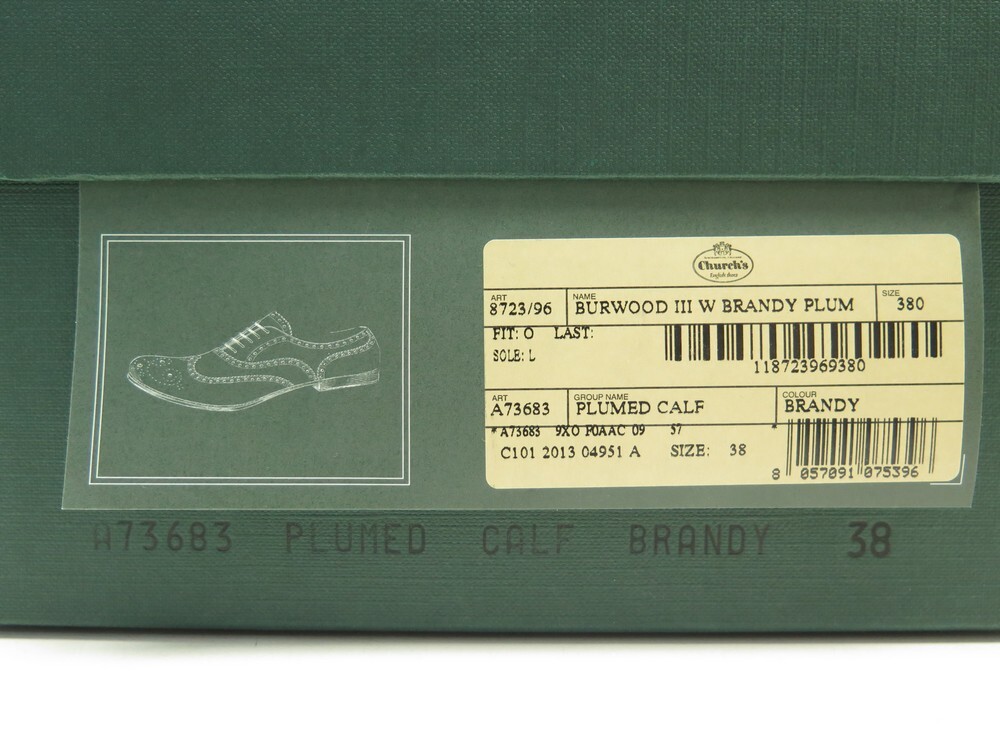 Church's
English shoes
ART NAME SIZE
8723/96 BURWOOD III W BRANDY PLUM 380
FIT: O LAST:
SOLE: L
118723969380
ART GROUP NAME COLOUR
A73683 PLUMED CALF BRANDY
*A73683 9XO F0AAC 09 57 *
C101 2013 04951 A SIZE: 38
8 057091 075396
A73683 PLUMED CALF BRANDY 38